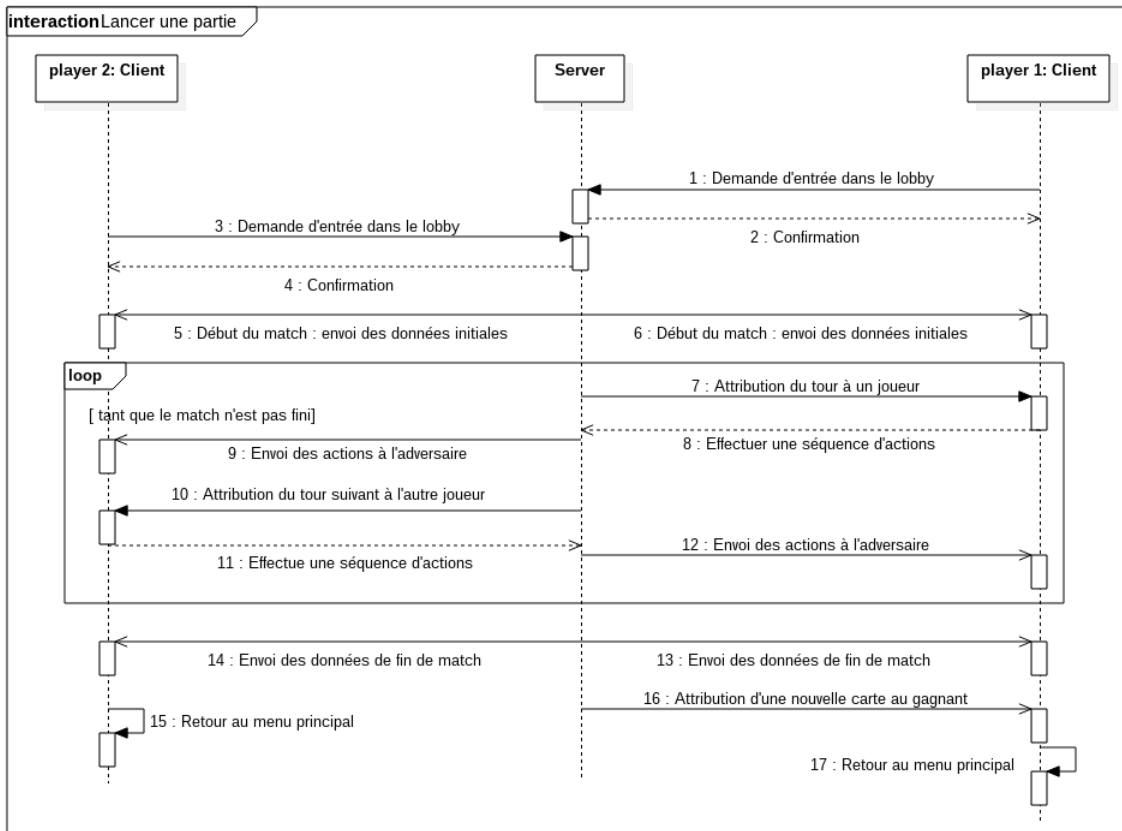 interaction Lancer une partie
player 2: Client
Server
player 1: Client
1 : Demande d'entrée dans le lobby
2 : Confirmation
3 : Demande d'entrée dans le lobby
4 : Confirmation
5 : Début du match : envoi des données initiales
6 : Début du match : envoi des données initiales
loop
[ tant que le match n'est pas fini]
7 : Attribution du tour à un joueur
8 : Effectuer une séquence d'actions
9 : Envoi des actions à l'adversaire
10 : Attribution du tour suivant à l'autre joueur
11 : Effectue une séquence d'actions
12 : Envoi des actions à l'adversaire
14 : Envoi des données de fin de match
13 : Envoi des données de fin de match
16 : Attribution d'une nouvelle carte au gagnant
15 : Retour au menu principal
17 : Retour au menu principal